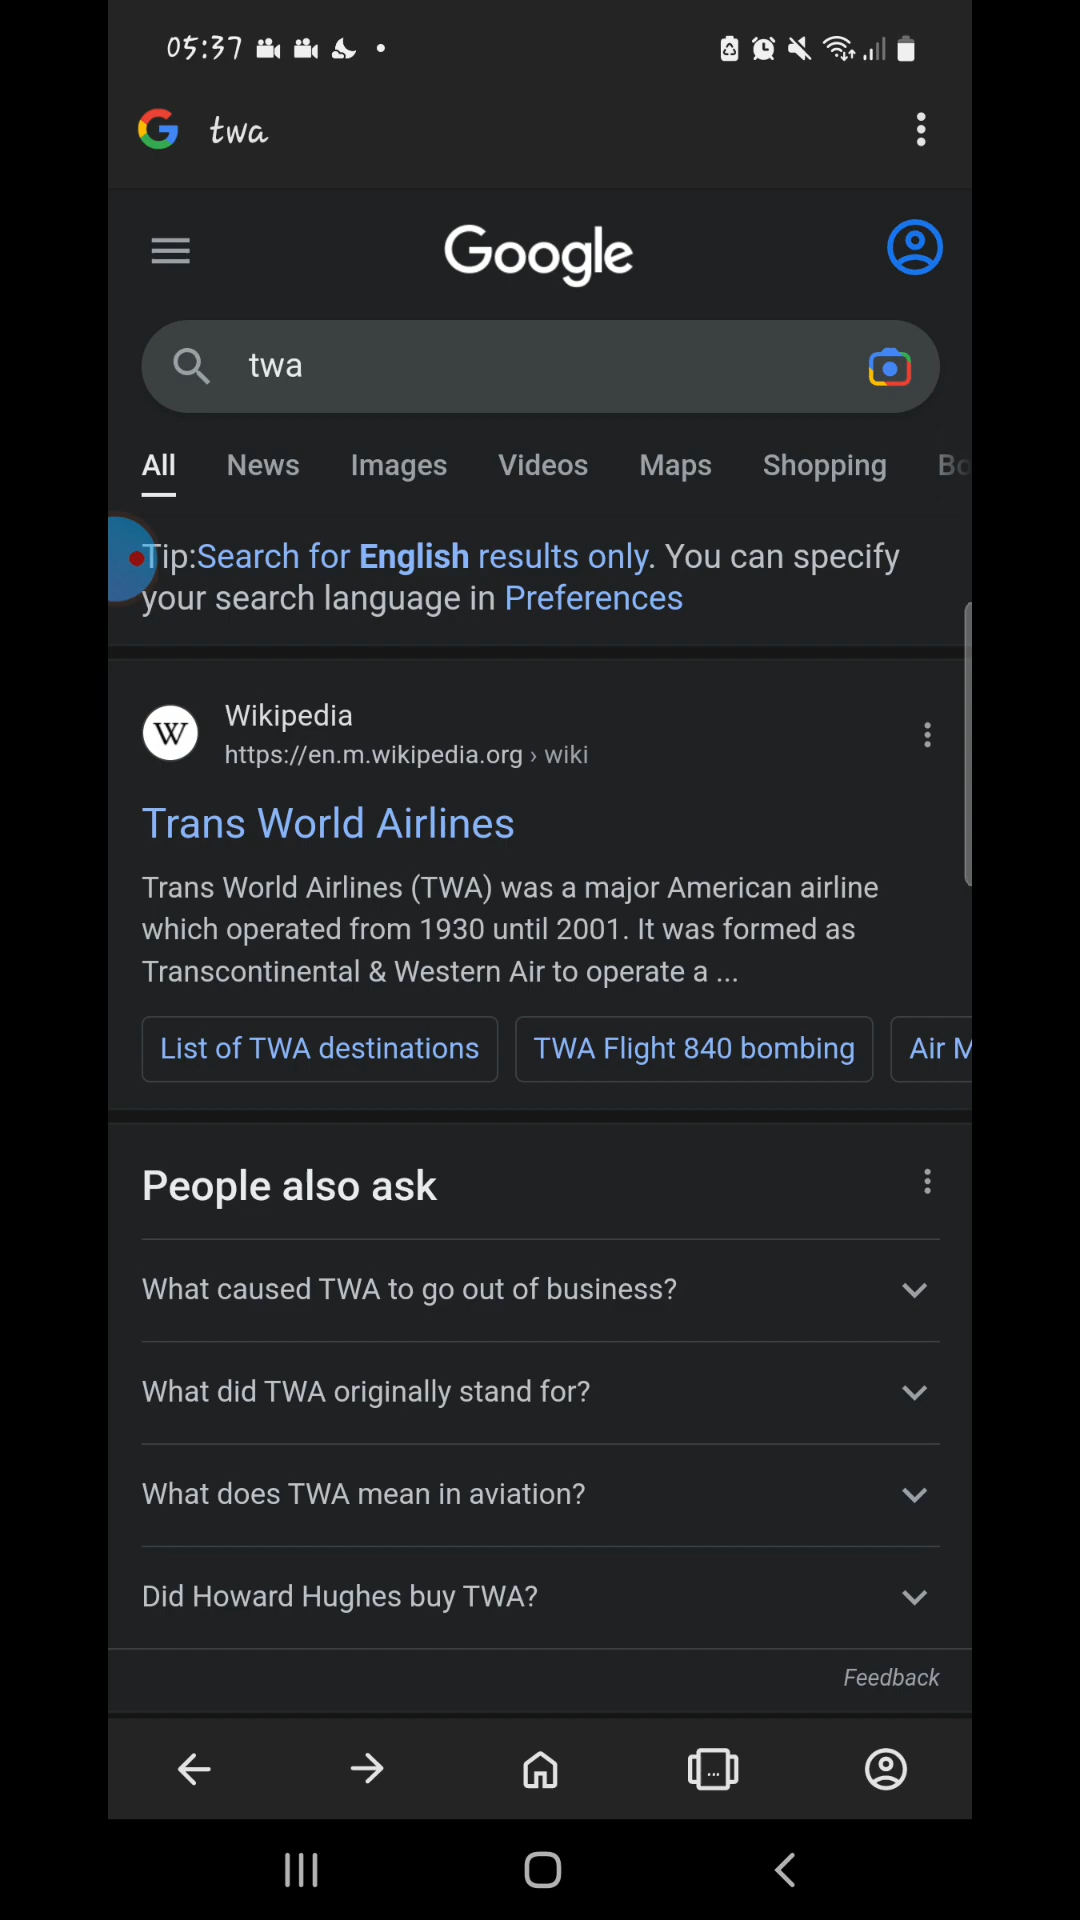 05:37
twa
Google
twa
All News Images Videos Maps Shopping
Tip:Search for English results only. You can specify
your search language in Preferences
W
Wikipedia
https://en.m.wikipedia.org › wiki
Trans World Airlines
Trans World Airlines (TWA) was a major American airline
which operated from 1930 until 2001. It was formed as
Transcontinental & Western Air to operate a ...
List of TWA destinations TWA Flight 840 bombing Air
People also ask
What caused TWA to go out of business?
What did TWA originally stand for?
What does TWA mean in aviation?
Did Howard Hughes buy TWA?
Feedback